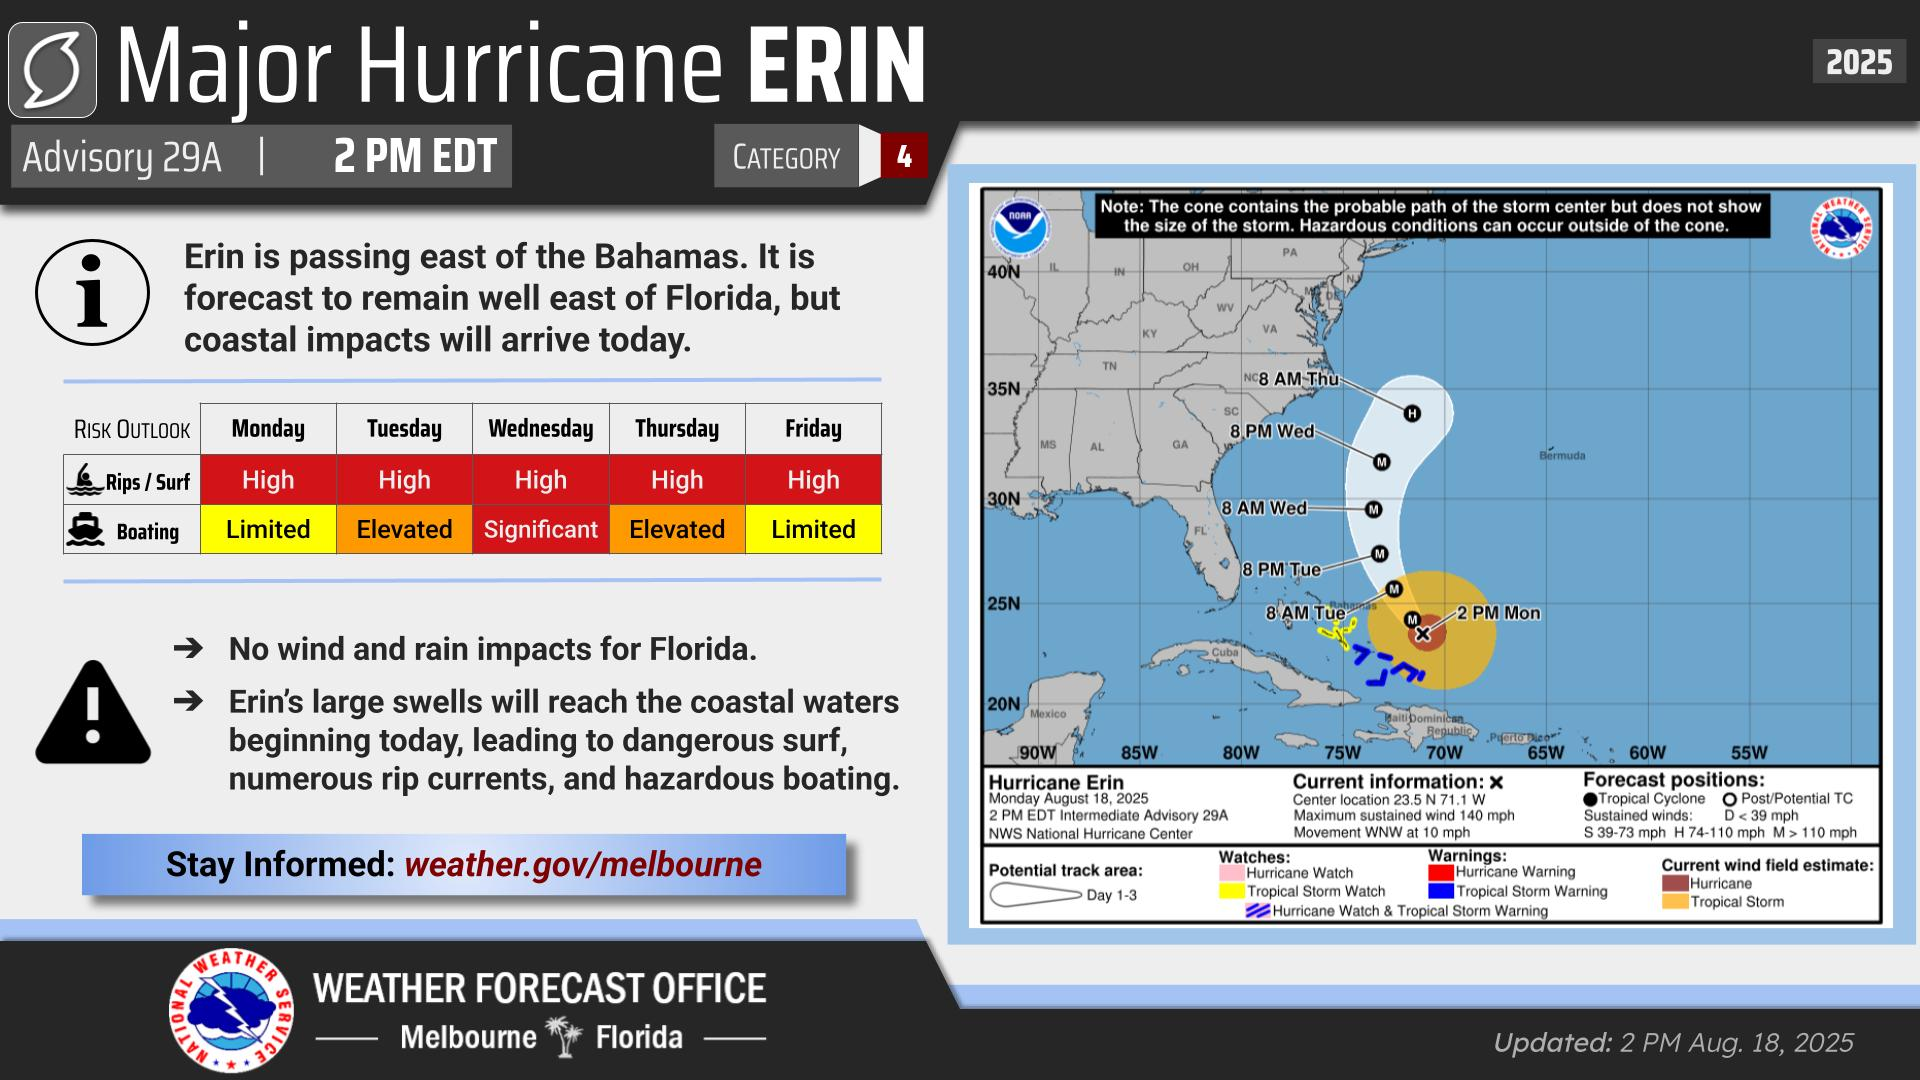 Major Hurricane ERIN
2025
Advisory 29A | 2 PM EDT
CATEGORY 4
Erin is passing east of the Bahamas. It is
forecast to remain well east of Florida, but
coastal impacts will arrive today.
RISK OUTLOOK Monday Tuesday Wednesday Thursday Friday
Rips / Surf High High High High High
Boating Limited Elevated Significant Elevated Limited
➔ No wind and rain impacts for Florida.
➔ Erin's large swells will reach the coastal waters
beginning today, leading to dangerous surf,
numerous rip currents, and hazardous boating.
Stay Informed: weather.gov/melbourne
NATIONAL WEATHER SERVICE
WEATHER FORECAST OFFICE
Melbourne Florida
NOAA
Note: The cone contains the probable path of the storm center but does not show
the size of the storm. Hazardous conditions can occur outside of the cone.
NATIONAL WEATHER SERVICE
40N
IL IN OH PA
WV
KY VA
TN
35N
NC
8 AM Thu
H
SC
MS AL GA
8 PM Wed
M
Bermuda
30N
8 AM Wed
M
FL
8 PM Tue
M
25N
M
8 AM Tue
Bahamas
M
2 PM Mon
Cuba
20N
Mexico
Haiti Dominican
Republic
Puerto Rico
90W 85W 80W 75W 70W 65W 60W 55W
Hurricane Erin
Monday August 18, 2025
2 PM EDT Intermediate Advisory 29A
NWS National Hurricane Center
Current information: ✖
Center location 23.5 N 71.1 W
Maximum sustained wind 140 mph
Movement WNW at 10 mph
Forecast positions:
Tropical Cyclone Post/Potential TC
Sustained winds: D < 39 mph
S 39-73 mph H 74-110 mph M > 110 mph
Potential track area:
Day 1-3
Watches:
Hurricane Watch
Tropical Storm Watch
Warnings:
Hurricane Warning
Tropical Storm Warning
Hurricane Watch & Tropical Storm Warning
Current wind field estimate:
Hurricane
Tropical Storm
Updated: 2 PM Aug. 18, 2025